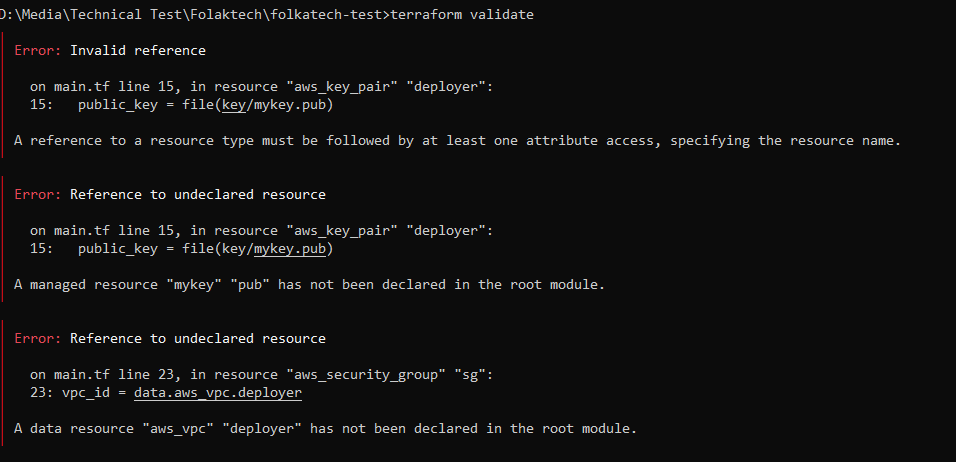 D:\Media\Technical Test\Folaktech\folkatech-test>terraform validate
Error: Invalid reference
on main.tf line 15, in resource "aws_key_pair" "deployer":
15:   public_key = file(key/mykey.pub)
A reference to a resource type must be followed by at least one attribute access, specifying the resource name.
Error: Reference to undeclared resource
on main.tf line 15, in resource "aws_key_pair" "deployer":
15:   public_key = file(key/mykey.pub)
A managed resource "mykey" "pub" has not been declared in the root module.
Error: Reference to undeclared resource
on main.tf line 23, in resource "aws_security_group" "sg":
23: vpc_id = data.aws_vpc.deployer
A data resource "aws_vpc" "deployer" has not been declared in the root module.